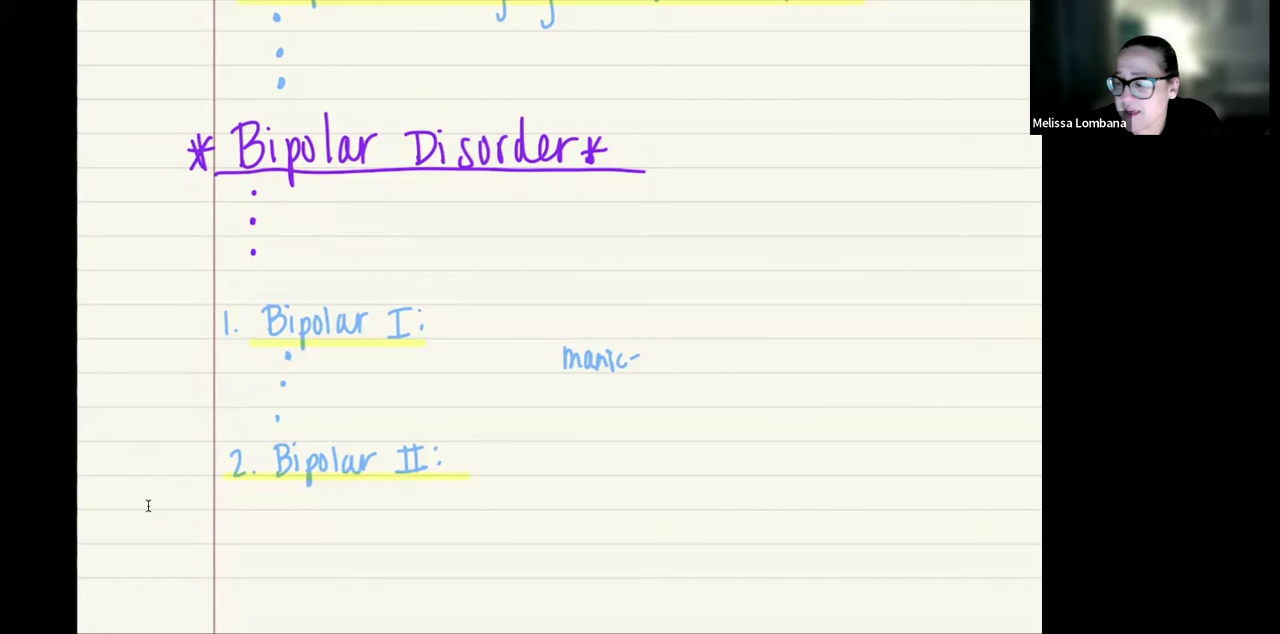 * Bipolar Disorder *
1. Bipolar I:
manic-
2. Bipolar II:
Melissa Lombana